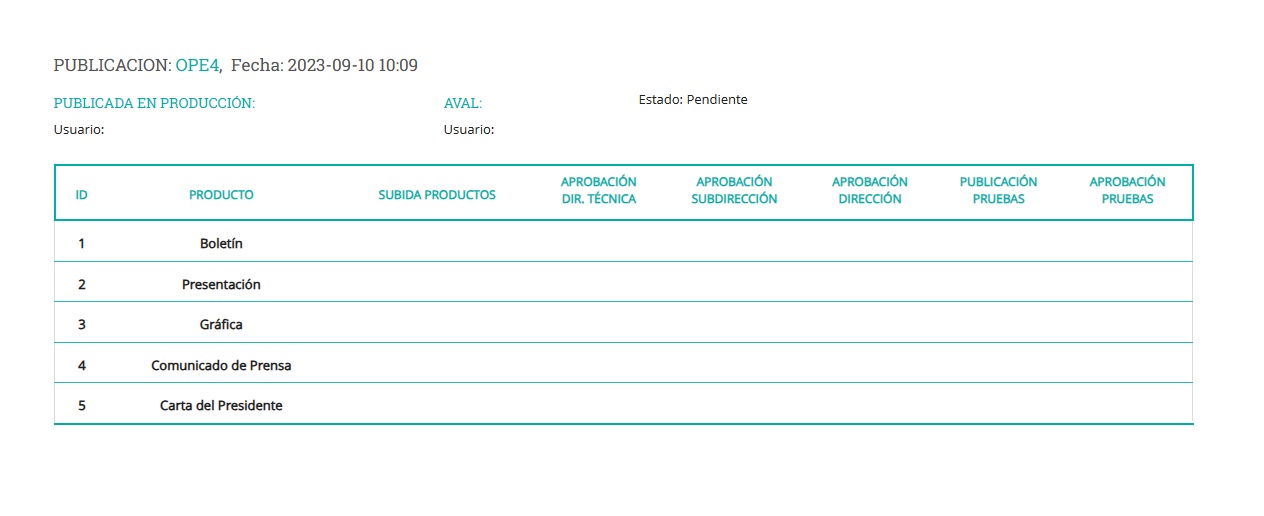 PUBLICACION: OPE4, Fecha: 2023-09-10 10:09
PUBLICADA EN PRODUCCIÓN: AVAL: Estado: Pendiente
Usuario: Usuario:
ID PRODUCTO SUBIDA PRODUCTOS APROBACIÓN DIR. TÉCNICA APROBACIÓN SUBDIRECCIÓN APROBACIÓN DIRECCIÓN PUBLICACIÓN PRUEBAS APROBACIÓN PRUEBAS
1 Boletín
2 Presentación
3 Gráfica
4 Comunicado de Prensa
5 Carta del Presidente